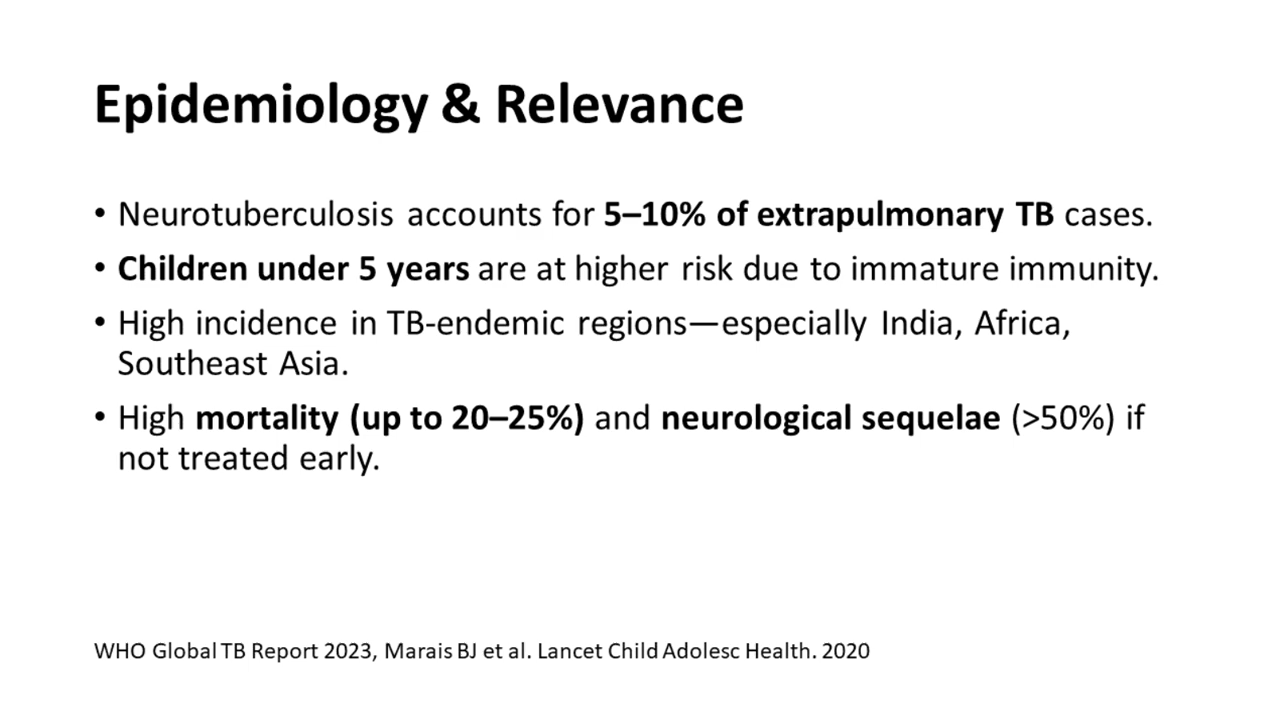 Epidemiology & Relevance
• Neurotuberculosis accounts for 5–10% of extrapulmonary TB cases.
• Children under 5 years are at higher risk due to immature immunity.
• High incidence in TB-endemic regions—especially India, Africa,
Southeast Asia.
• High mortality (up to 20–25%) and neurological sequelae (>50%) if
not treated early.
WHO Global TB Report 2023, Marais BJ et al. Lancet Child Adolesc Health. 2020